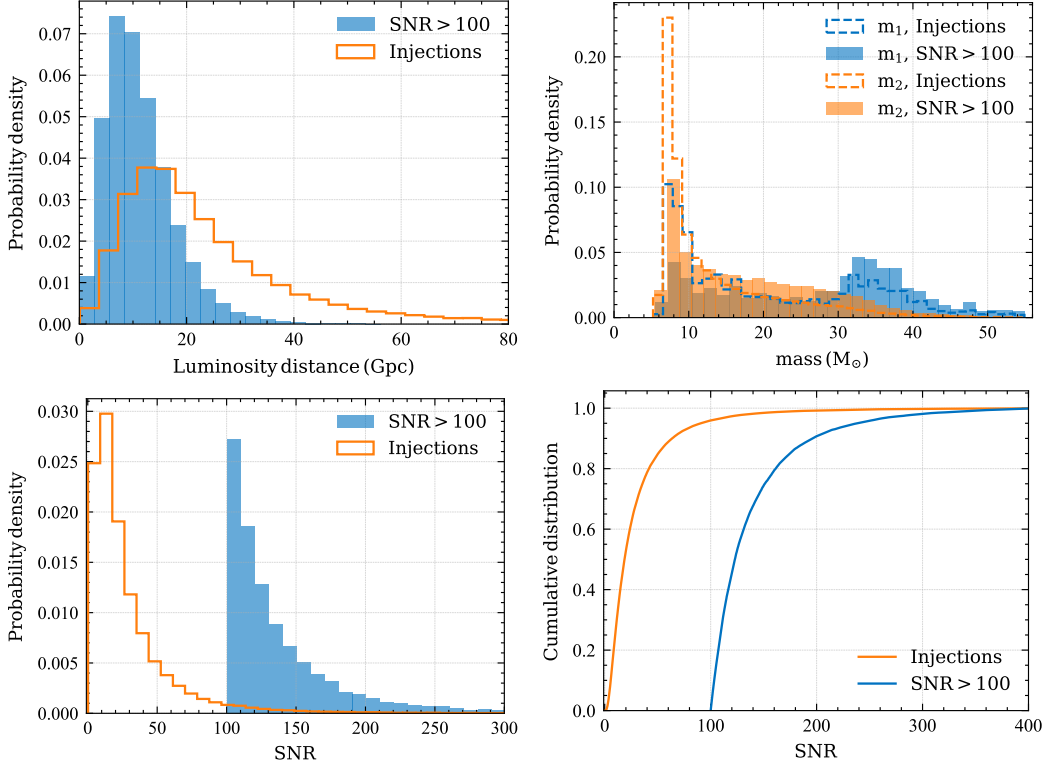 SNR > 100
Injections
0.07
0.06
0.05
0.04
0.03
0.02
0.01
0.00
Probability density
0 20 40 60 80
Luminosity distance (Gpc)
m₁, Injections
m₁, SNR > 100
m₂, Injections
m₂, SNR > 100
0.20
0.15
0.10
0.05
0.00
Probability density
0 10 20 30 40 50
mass (M⊙)
SNR > 100
Injections
0.030
0.025
0.020
0.015
0.010
0.005
0.000
Probability density
0 50 100 150 200 250 300
SNR
1.0
0.8
0.6
0.4
0.2
0.0
Cumulative distribution
Injections
SNR > 100
0 100 200 300 400
SNR